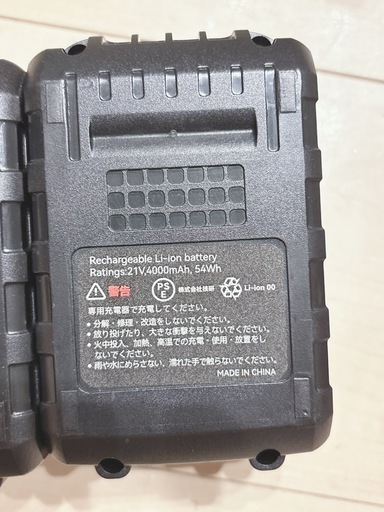 Rechargeable Li-ion battery
Ratings:21V,4000mAh, 54Wh
警告 PSE 株式会社技研 Li-ion 00
専用充電器で充電してください。
• 分解・修理・改造をしないでください。
• 放り投げたり、大きな衝撃を与えないでください。
• 火中投入、加熱、高温での充電・使用・放置をし
ないでください。
• 雨や水にめらさない、濡れた手で触らないでください。
MADE IN CHINA